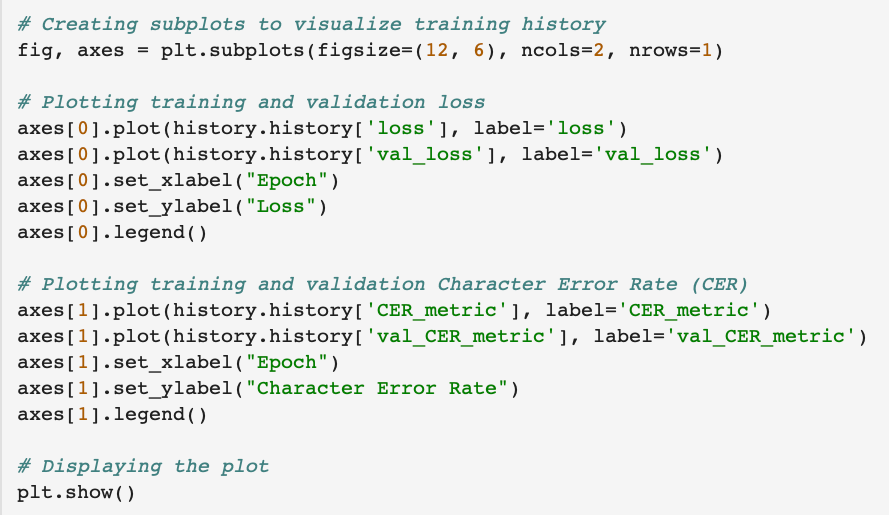 # Creating subplots to visualize training history
fig, axes = plt.subplots(figsize=(12, 6), ncols=2, nrows=1)
# Plotting training and validation loss
axes[0].plot(history.history['loss'], label='loss')
axes[0].plot(history.history['val_loss'], label='val_loss')
axes[0].set_xlabel("Epoch")
axes[0].set_ylabel("Loss")
axes[0].legend()
# Plotting training and validation Character Error Rate (CER)
axes[1].plot(history.history['CER_metric'], label='CER_metric')
axes[1].plot(history.history['val_CER_metric'], label='val_CER_metric')
axes[1].set_xlabel("Epoch")
axes[1].set_ylabel("Character Error Rate")
axes[1].legend()
# Displaying the plot
plt.show()